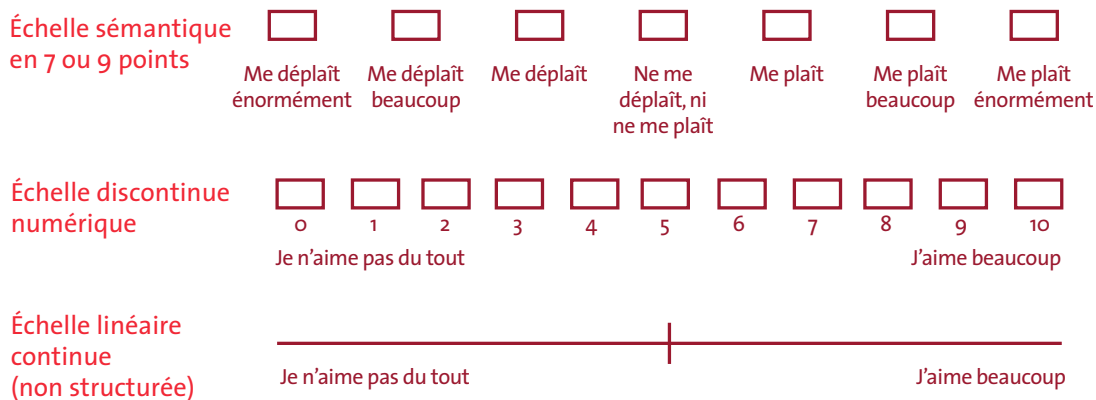 Échelle sémantique
en 7 ou 9 points
Me déplaît
énormément
Me déplaît
beaucoup
Me déplaît
Ne me
déplaît, ni
ne me plaît
Me plaît
Me plaît
beaucoup
Me plaît
énormément
Échelle discontinue
numérique
0 1 2 3 4 5 6 7 8 9 10
Je n'aime pas du tout J'aime beaucoup
Échelle linéaire
continue
(non structurée)
Je n'aime pas du tout J'aime beaucoup